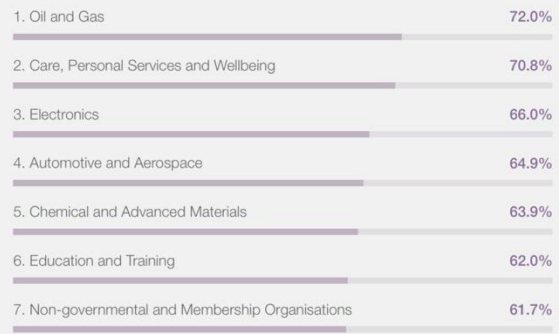 1. Oil and Gas 72.0%
2. Care, Personal Services and Wellbeing 70.8%
3. Electronics 66.0%
4. Automotive and Aerospace 64.9%
5. Chemical and Advanced Materials 63.9%
6. Education and Training 62.0%
7. Non-governmental and Membership Organisations 61.7%